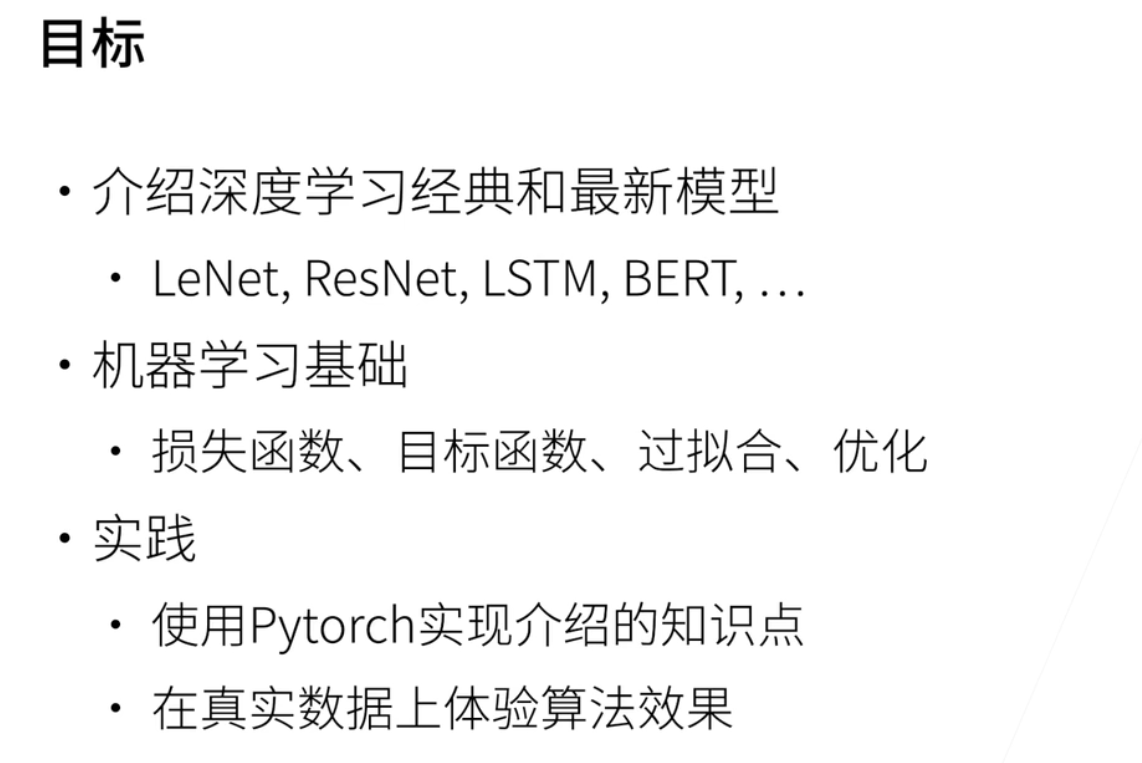 目标
• 介绍深度学习经典和最新模型
• LeNet, ResNet, LSTM, BERT, …
• 机器学习基础
• 损失函数、目标函数、过拟合、优化
• 实践
• 使用Pytorch实现介绍的知识点
• 在真实数据上体验算法效果